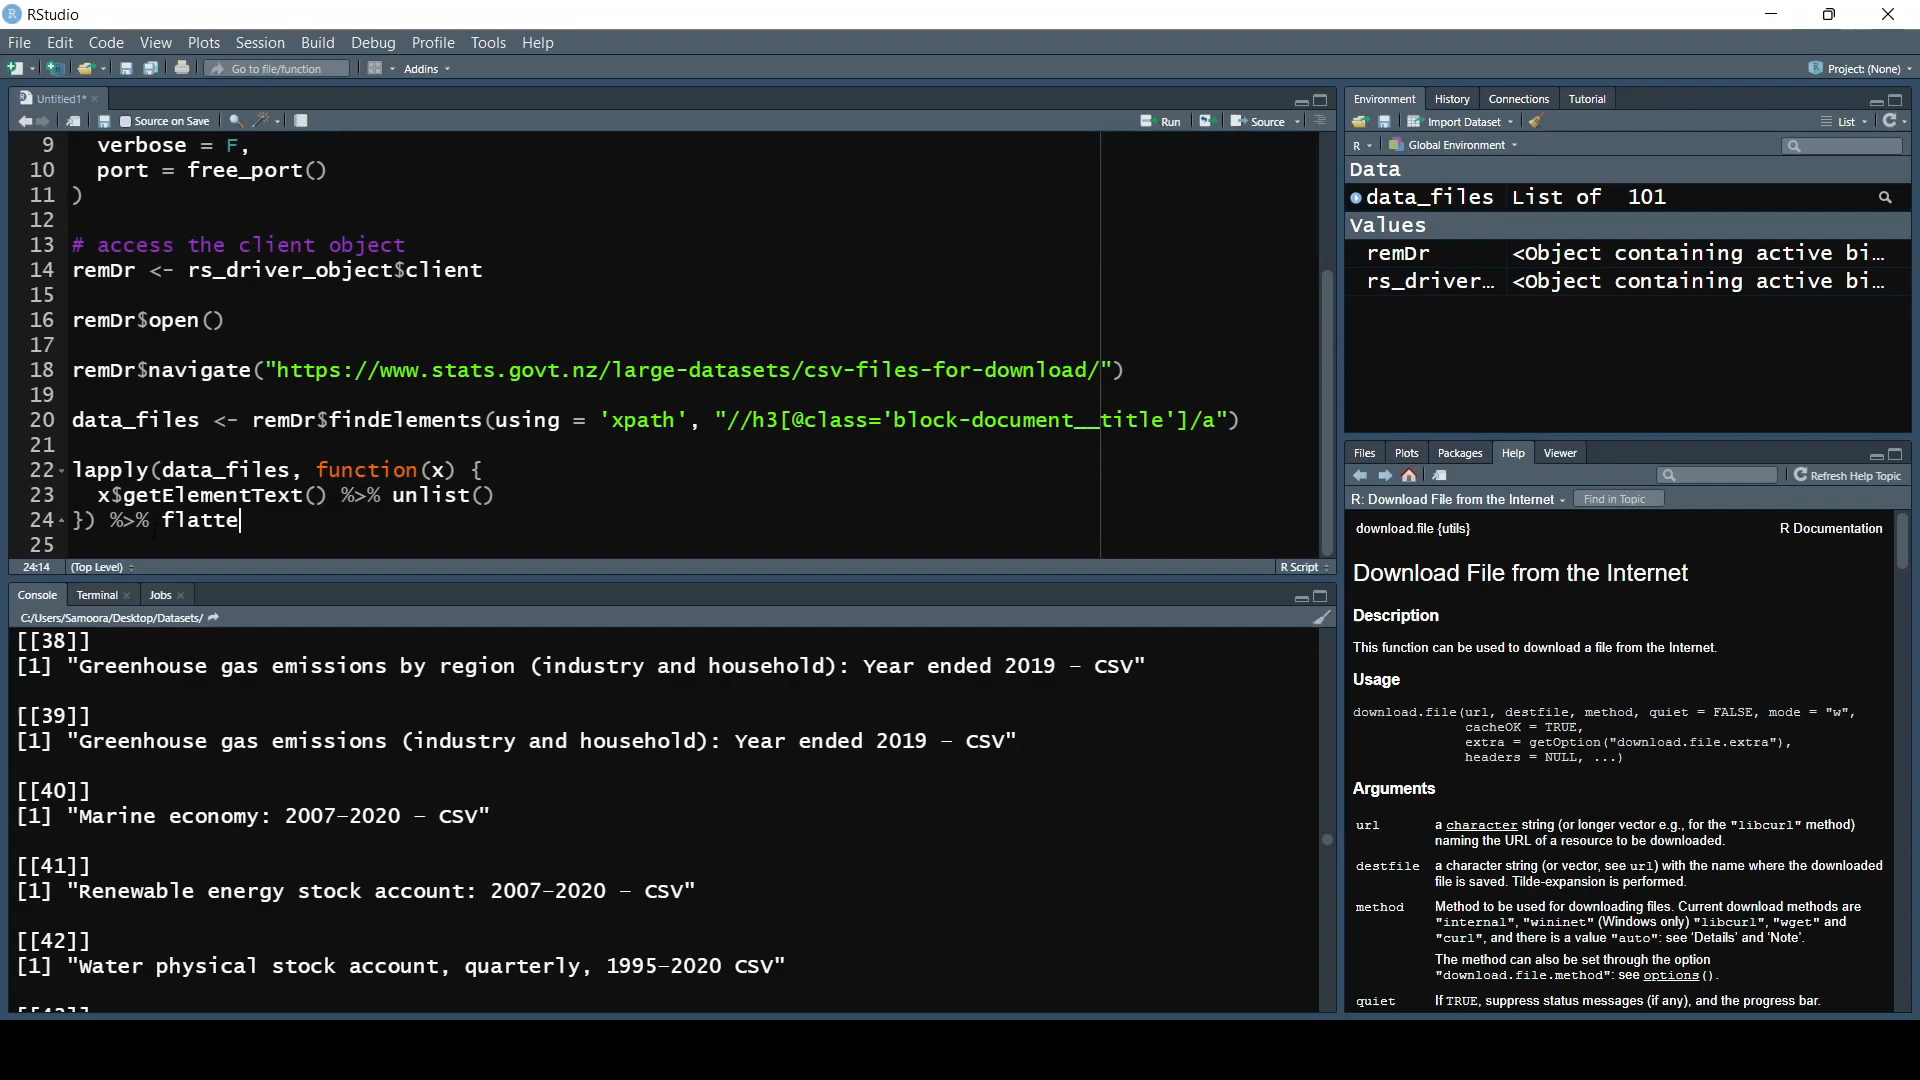 RStudio
File Edit Code View Plots Session Build Debug Profile Tools Help
Go to file/function Addins Project: (None)
Untitled1*
Source on Save Run Source
9 verbose = F,
10 port = free_port()
11 )
12
13 # access the client object
14 remDr <- rs_driver_object$client
15
16 remDr$open()
17
18 remDr$navigate("https://www.stats.govt.nz/large-datasets/csv-files-for-download/")
19
20 data_files <- remDr$findElements(using = 'xpath', "//h3[@class='block-document__title']/a")
21
22 lapply(data_files, function(x) {
23 x$getElementText() %>% unlist()
24 }) %>% flatte
25
24:14 (Top Level) R Script
Console Terminal Jobs
C:/Users/Samoora/Desktop/Datasets/
[[38]]
[1] "Greenhouse gas emissions by region (industry and household): Year ended 2019 – CSV"
[[39]]
[1] "Greenhouse gas emissions (industry and household): Year ended 2019 – CSV"
[[40]]
[1] "Marine economy: 2007–2020 – CSV"
[[41]]
[1] "Renewable energy stock account: 2007–2020 – CSV"
[[42]]
[1] "Water physical stock account, quarterly, 1995–2020 CSV"
Environment History Connections Tutorial
Import Dataset List
R Global Environment
Data
data_files List of 101
Values
remDr <Object containing active bi…
rs_driver… <Object containing active bi…
Files Plots Packages Help Viewer
Refresh Help Topic
R: Download File from the Internet Find in Topic
download.file {utils} R Documentation
Download File from the Internet
Description
This function can be used to download a file from the Internet.
Usage
download.file(url, destfile, method, quiet = FALSE, mode = "w",
cacheOK = TRUE,
extra = getOption("download.file.extra"),
headers = NULL, ...)
Arguments
url a character string (or longer vector e.g., for the "libcurl" method)
naming the URL of a resource to be downloaded.
destfile a character string (or vector, see url) with the name where the downloaded
file is saved. Tilde-expansion is performed.
method Method to be used for downloading files. Current download methods are
"internal", "wininet" (Windows only) "libcurl", "wget" and
"curl", and there is a value "auto": see ‘Details’ and ‘Note’.
The method can also be set through the option
"download.file.method": see options().
quiet If TRUE, suppress status messages (if any), and the progress bar.